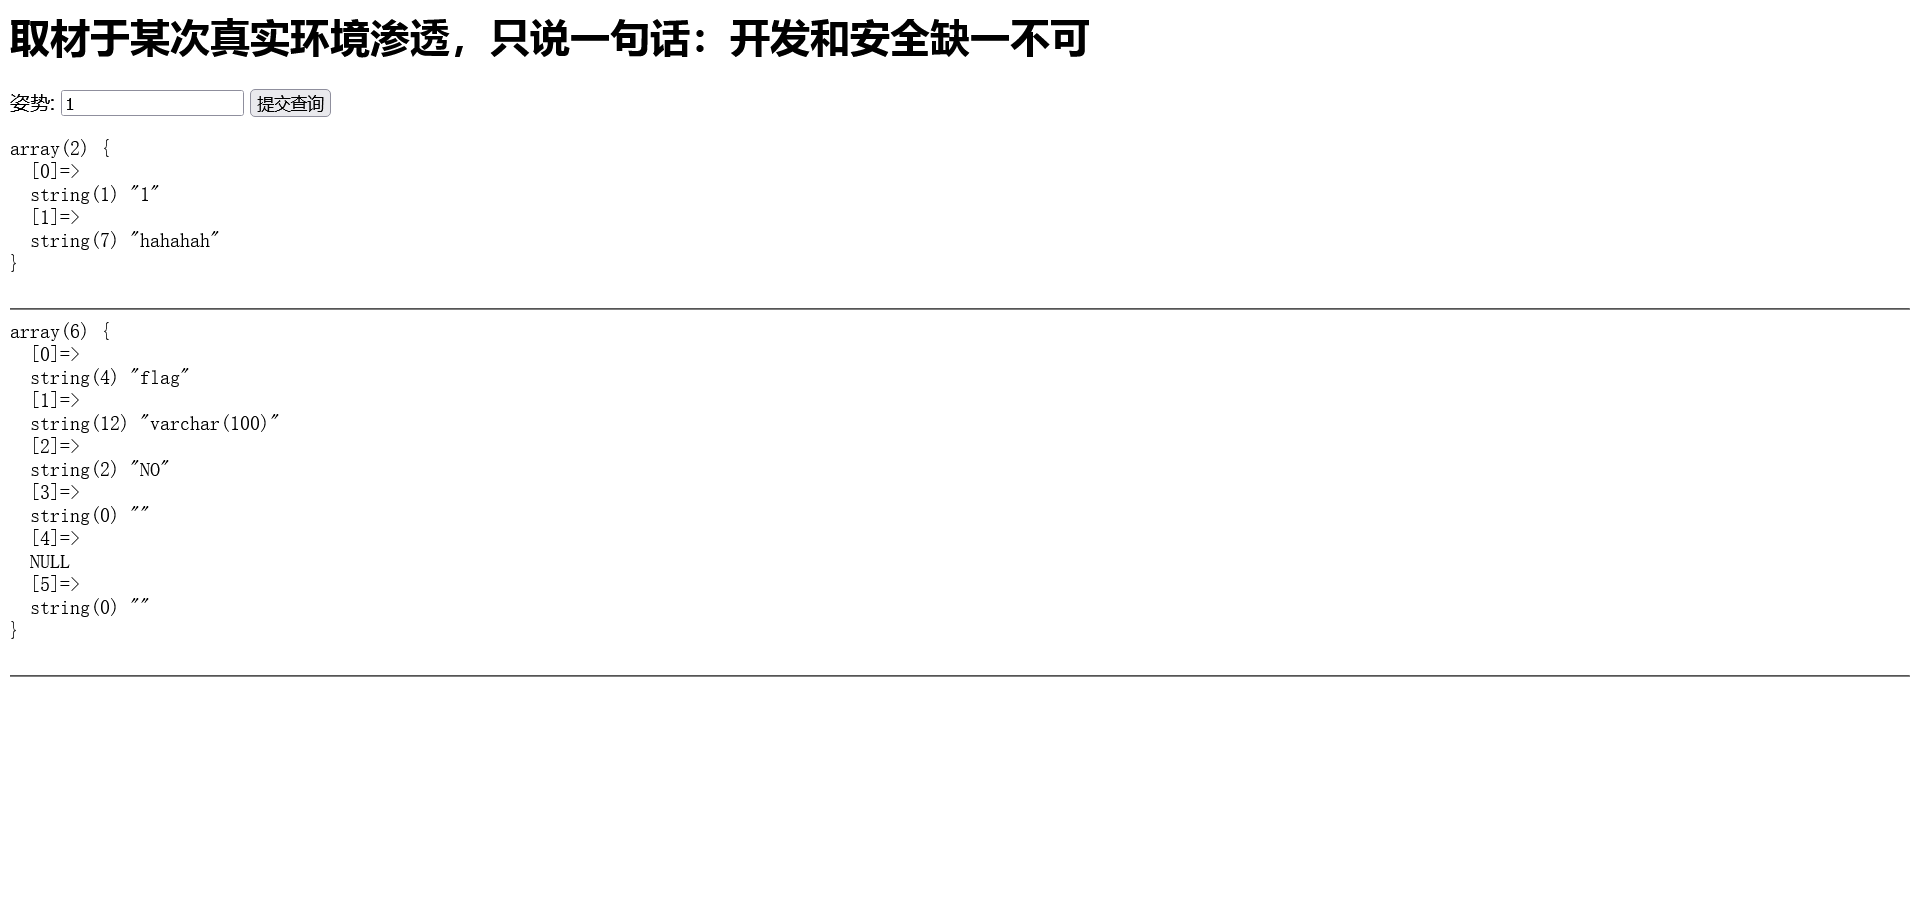 取材于某次真实环境渗透，只说一句话：开发和安全缺一不可
姿势: 1 提交查询
array(2) {
  [0]=>
  string(1) "1"
  [1]=>
  string(7) "hahahah"
}
array(6) {
  [0]=>
  string(4) "flag"
  [1]=>
  string(12) "varchar(100)"
  [2]=>
  string(2) "NO"
  [3]=>
  string(0) ""
  [4]=>
  NULL
  [5]=>
  string(0) ""
}